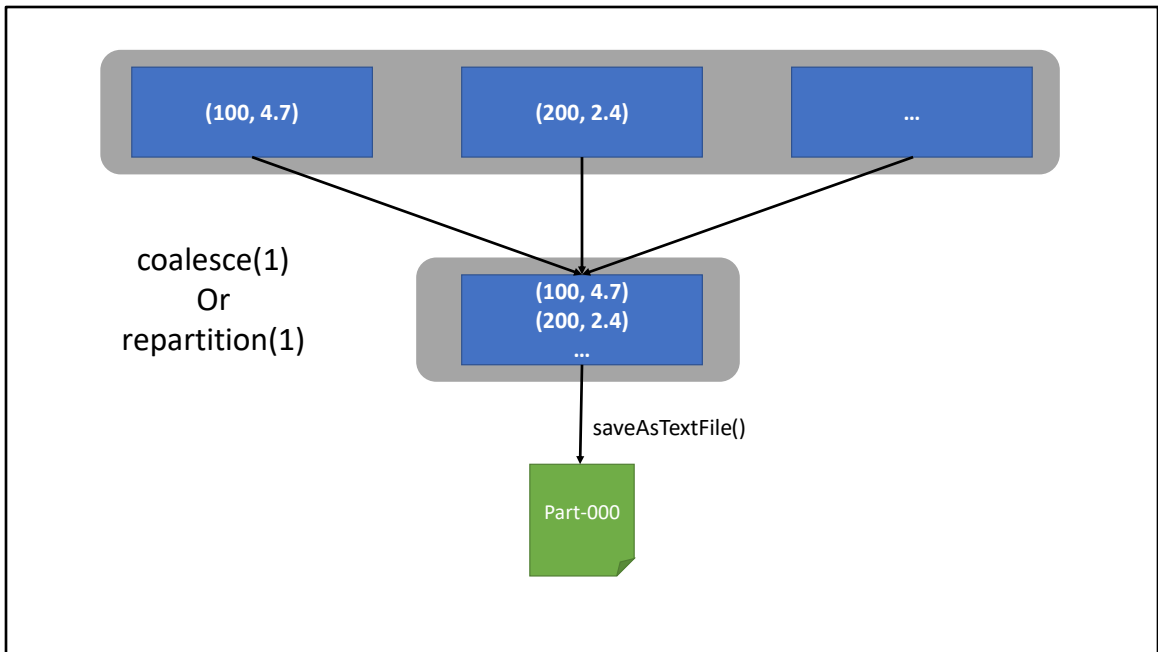 (100, 4.7)
(200, 2.4)
...
coalesce(1)
Or
repartition(1)
(100, 4.7)
(200, 2.4)
...
saveAsTextFile()
Part-000